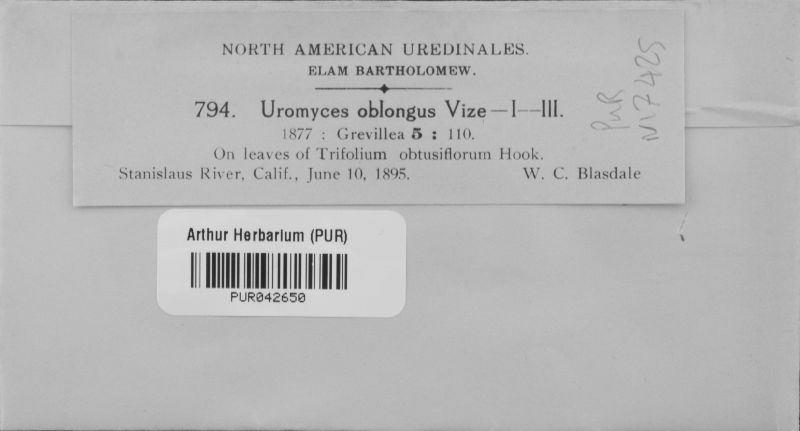 NORTH AMERICAN UREDINALES.
ELAM BARTHOLOMEW.
794. Uromyces oblongus Vize—I—III.
1877 : Grevillea 5 : 110.
On leaves of Trifolium obtusiflorum Hook.
Stanislaus River, Calif., June 10, 1895. W. C. Blasdale
PUR
N17425
Arthur Herbarium (PUR)
PUR042650